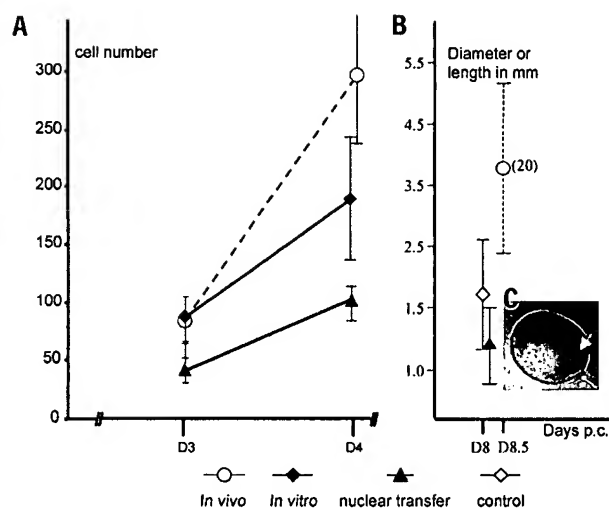 A
cell number
300
250
200
150
100
50
0
D3
D4
B
Diameter or
length in mm
5.5
4.5
3.5
2.5
1.5
1.0
(20)
C
D8
D8.5
Days p.c.
In vivo
In vitro
nuclear transfer
control